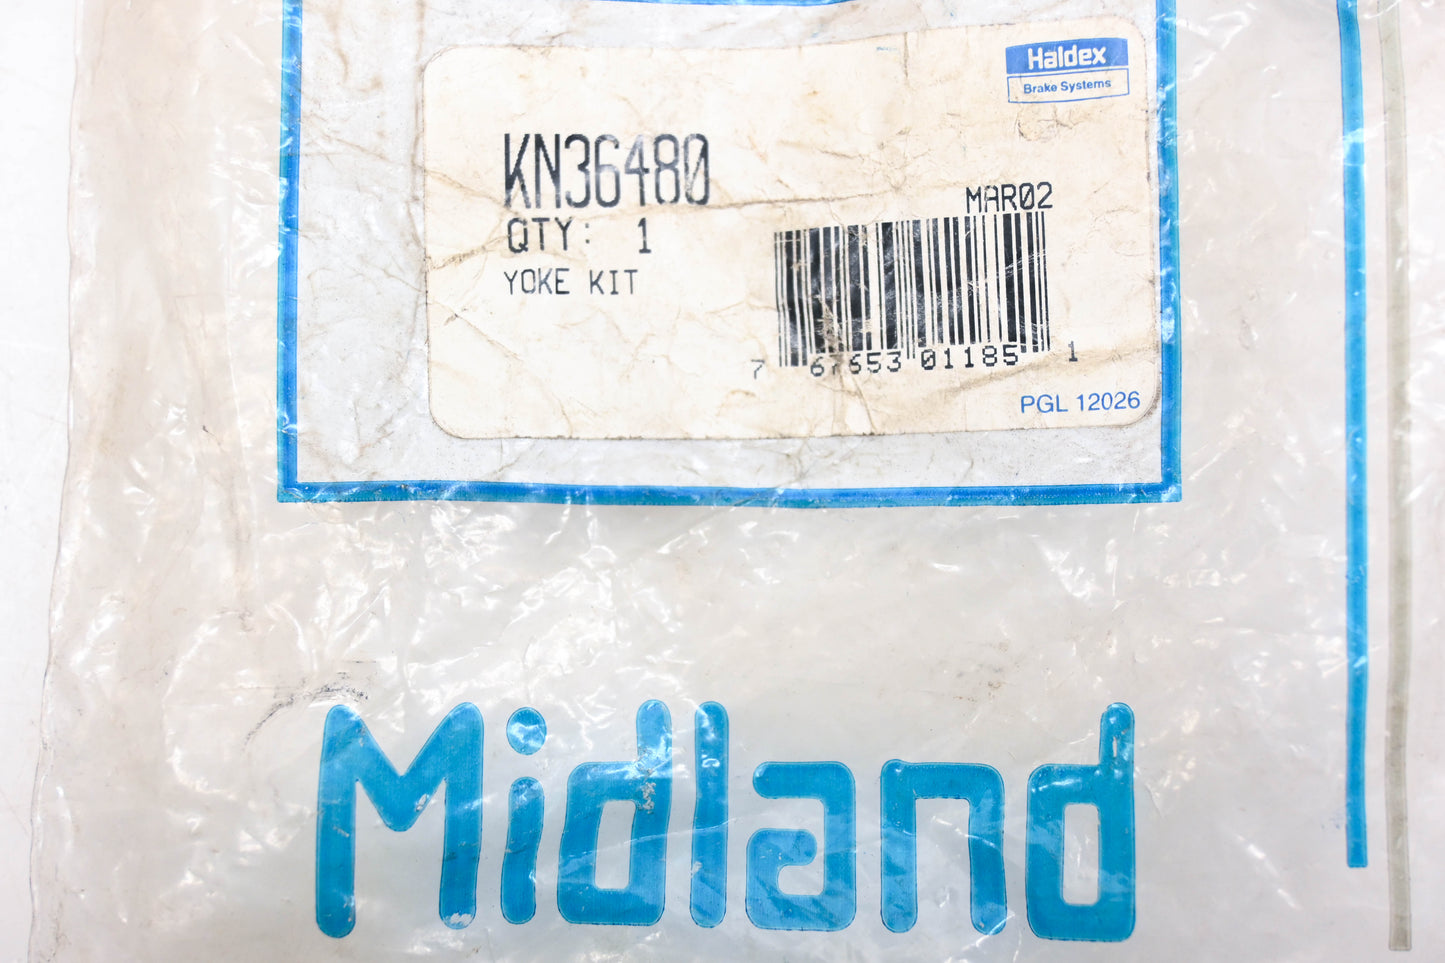 Haldex
Brake Systems
KN36480
MAR02
QTY: 1
YOKE KIT
7 67653 01185 1
PGL 12026
Midland